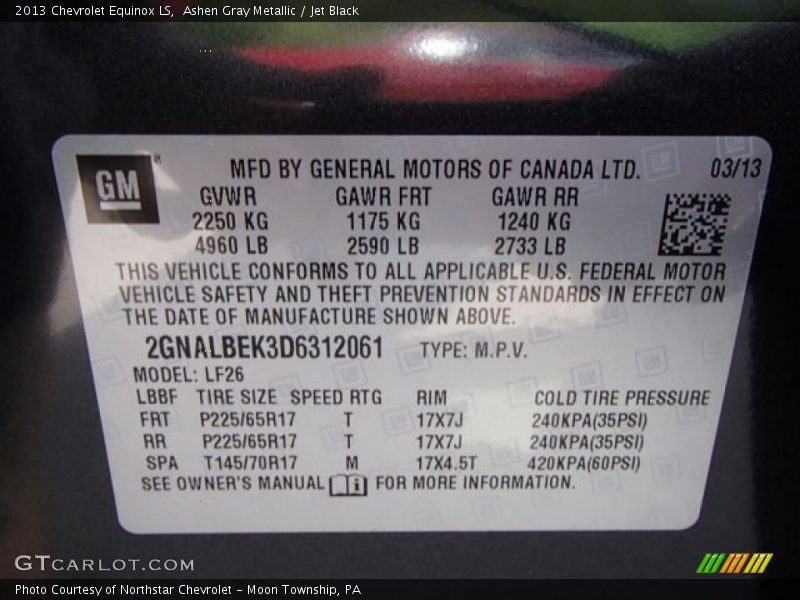 2013 Chevrolet Equinox LS, Ashen Gray Metallic / Jet Black
GM® MFD BY GENERAL MOTORS OF CANADA LTD. 03/13
GVWR GAWR FRT GAWR RR
2250 KG 1175 KG 1240 KG
4960 LB 2590 LB 2733 LB
THIS VEHICLE CONFORMS TO ALL APPLICABLE U.S. FEDERAL MOTOR
VEHICLE SAFETY AND THEFT PREVENTION STANDARDS IN EFFECT ON
THE DATE OF MANUFACTURE SHOWN ABOVE.
2GNALBEK3D6312061 TYPE: M.P.V.
MODEL: LF26
LBBF TIRE SIZE SPEED RTG RIM COLD TIRE PRESSURE
FRT P225/65R17 T 17X7J 240KPA(35PSI)
RR P225/65R17 T 17X7J 240KPA(35PSI)
SPA T145/70R17 M 17X4.5T 420KPA(60PSI)
SEE OWNER'S MANUAL i FOR MORE INFORMATION.
GTCARLOT.COM
Photo Courtesy of Northstar Chevrolet - Moon Township, PA